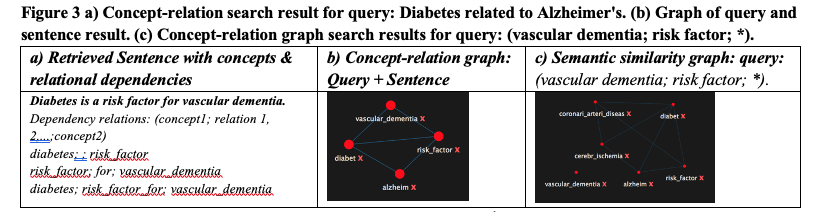 Figure 3 a) Concept-relation search result for query: Diabetes related to Alzheimer's. (b) Graph of query and
sentence result. (c) Concept-relation graph search results for query: (vascular dementia; risk factor; *).
a) Retrieved Sentence with concepts &
relational dependencies
b) Concept-relation graph:
Query + Sentence
c) Semantic similarity graph: query:
(vascular dementia; risk factor; *).
Diabetes is a risk factor for vascular dementia.
Dependency relations: (concept1; relation 1,
2,...;concept2)
diabetes; ; risk_factor
risk_factor; for; vascular_dementia
diabetes; risk_factor_for; vascular_dementia
vascular_dementia X
risk_factor X
diabet X
alzheim X
coronari_arteri_diseas X
diabet X
cerebr_ischemia X
risk_factor X
vascular_dementia X
alzheim X